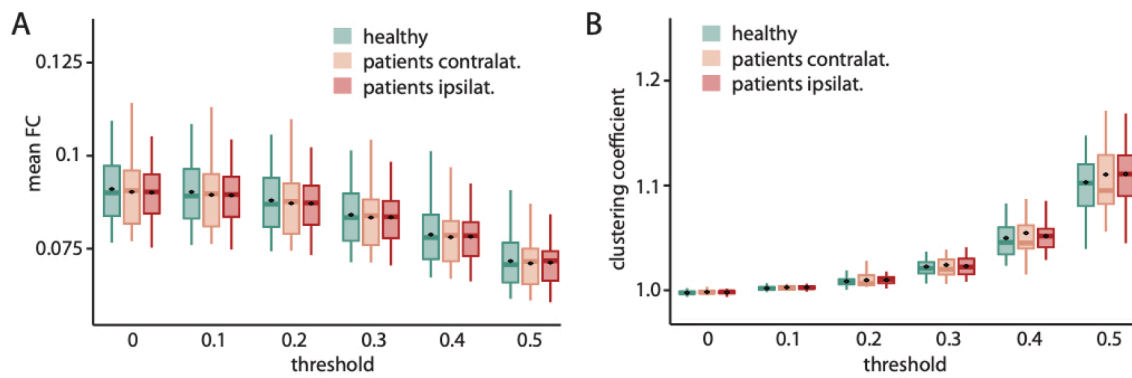 A
mean FC
0.125
0.1
0.075
healthy
patients contralat.
patients ipsilat.
0 0.1 0.2 0.3 0.4 0.5
threshold
B
clustering coefficient
1.2
1.10
1.0
healthy
patients contralat.
patients ipsilat.
0 0.1 0.2 0.3 0.4 0.5
threshold